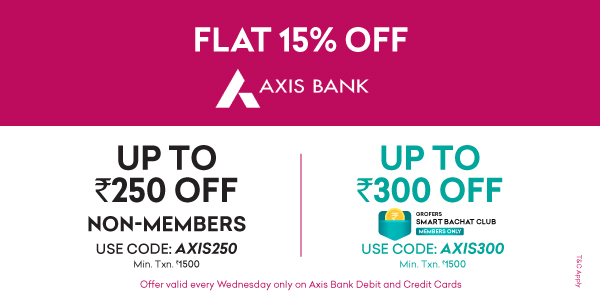 FLAT 15% OFF
AXIS BANK
UP TO
₹250 OFF
NON-MEMBERS
USE CODE: AXIS250
Min. Txn. ₹1500
UP TO
₹300 OFF
GROFERS
SMART BACHAT CLUB
MEMBERS ONLY
USE CODE: AXIS300
Min. Txn. ₹1500
Offer valid every Wednesday only on Axis Bank Debit and Credit Cards
T&C Apply